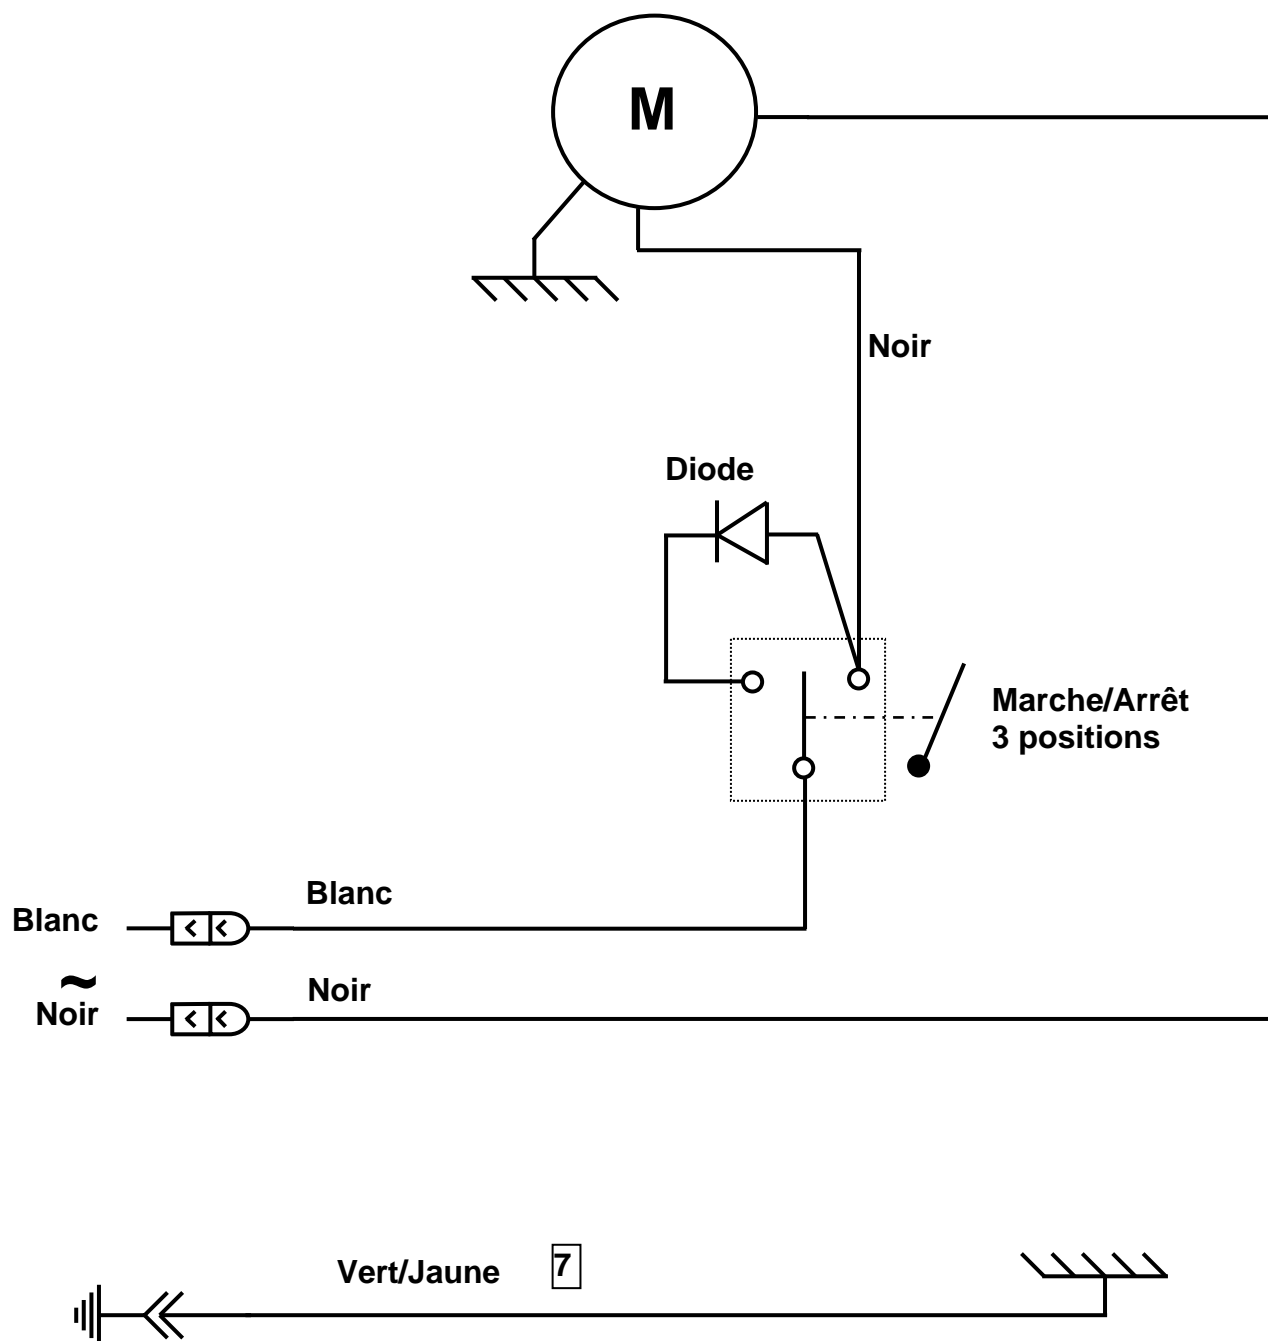 M
Noir
Diode
Marche/Arrêt
3 positions
Blanc
Blanc
~
Noir
Noir
Vert/Jaune 7